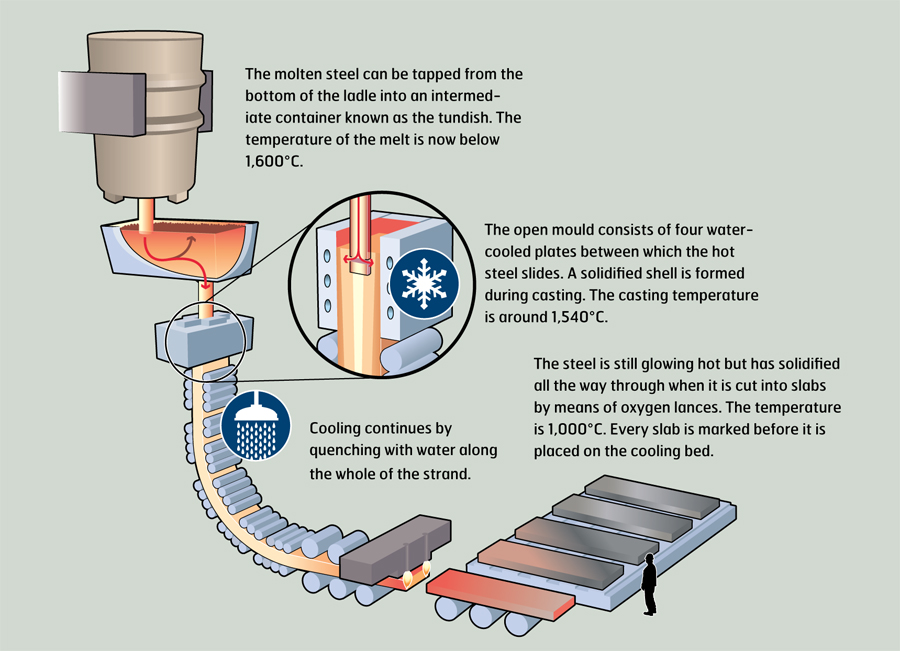 The molten steel can be tapped from the
bottom of the ladle into an intermed-
iate container known as the tundish. The
temperature of the melt is now below
1,600°C.
The open mould consists of four water-
cooled plates between which the hot
steel slides. A solidified shell is formed
during casting. The casting temperature
is around 1,540°C.
The steel is still glowing hot but has solidified
all the way through when it is cut into slabs
by means of oxygen lances. The temperature
is 1,000°C. Every slab is marked before it is
placed on the cooling bed.
Cooling continues by
quenching with water along
the whole of the strand.